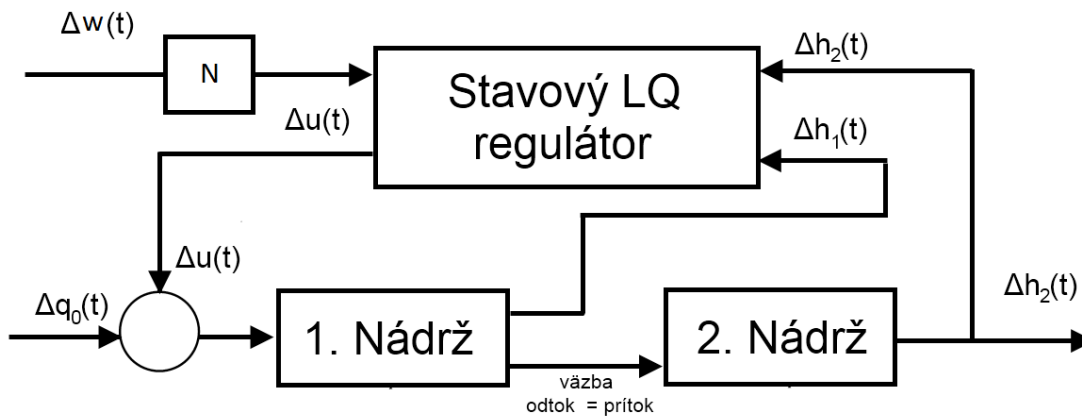 Δw(t)
N
Δu(t)
Stavový LQ
regulátor
Δh₂(t)
Δh₁(t)
Δu(t)
Δq₀(t)
1. Nádrž
2. Nádrž
Δh₂(t)
väzba
odtok = prítok